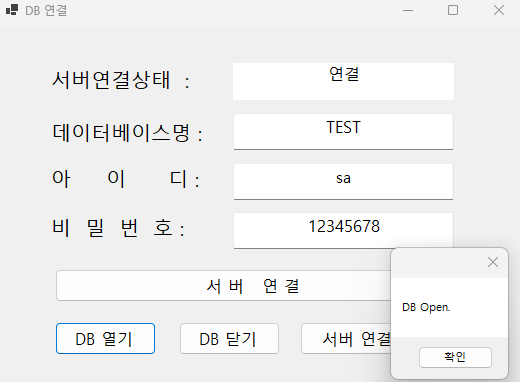 DB 연결
서버연결상태 : 연결
데이터베이스명 : TEST
아 이 디 : sa
비 밀 번 호 : 12345678
서 버 연 결
DB Open.
DB 열기 DB 닫기 서버 연결
확인